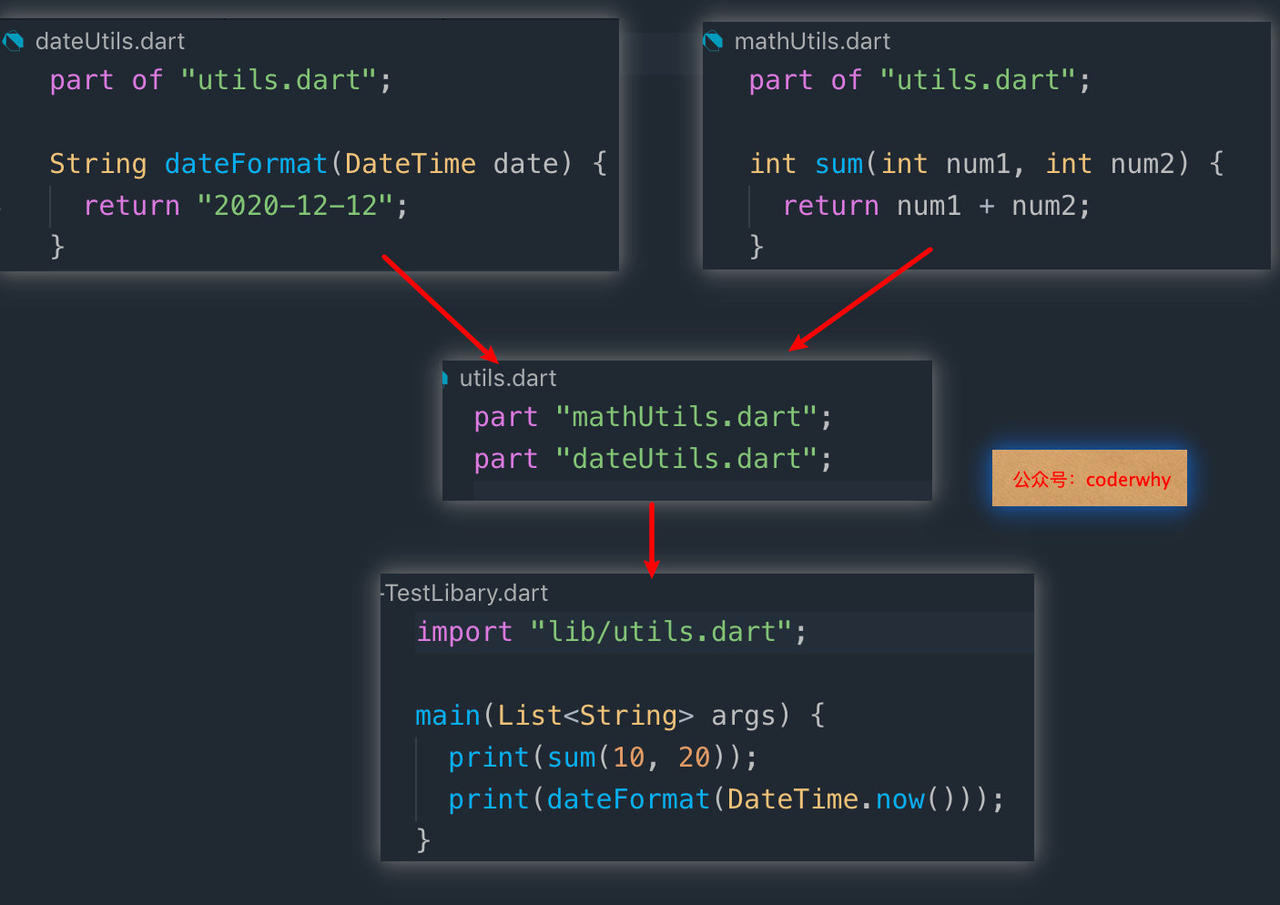 dateUtils.dart
part of "utils.dart";
String dateFormat(DateTime date) {
return "2020-12-12";
}
mathUtils.dart
part of "utils.dart";
int sum(int num1, int num2) {
return num1 + num2;
}
utils.dart
part "mathUtils.dart";
part "dateUtils.dart";
公众号：coderwhy
-TestLibary.dart
import "lib/utils.dart";
main(List<String> args) {
print(sum(10, 20));
print(dateFormat(DateTime.now()));
}